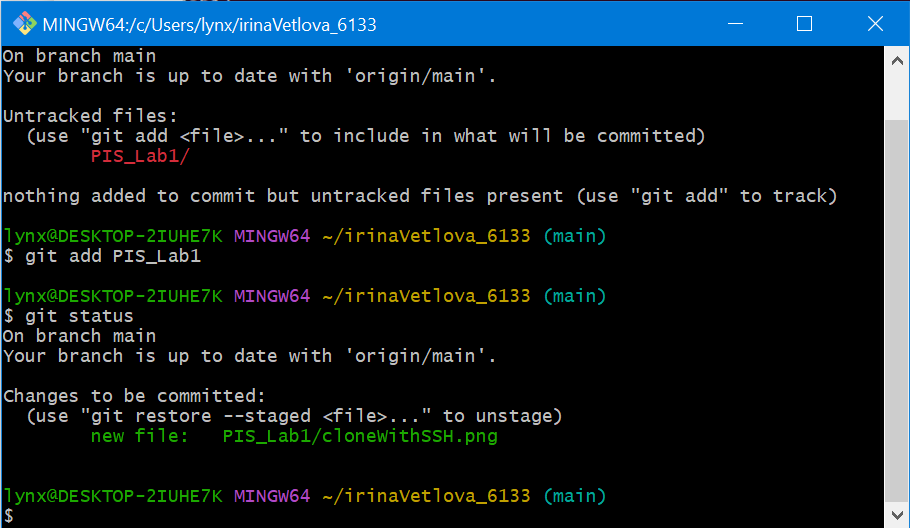 MINGW64:/c/Users/lynx/irinaVetlova_6133
On branch main
Your branch is up to date with 'origin/main'.
Untracked files:
  (use "git add <file>..." to include in what will be committed)
        PIS_Lab1/
nothing added to commit but untracked files present (use "git add" to track)
lynx@DESKTOP-2IUHE7K MINGW64 ~/irinaVetlova_6133 (main)
$ git add PIS_Lab1
lynx@DESKTOP-2IUHE7K MINGW64 ~/irinaVetlova_6133 (main)
$ git status
On branch main
Your branch is up to date with 'origin/main'.
Changes to be committed:
  (use "git restore --staged <file>..." to unstage)
        new file:   PIS_Lab1/cloneWithSSH.png
lynx@DESKTOP-2IUHE7K MINGW64 ~/irinaVetlova_6133 (main)
$